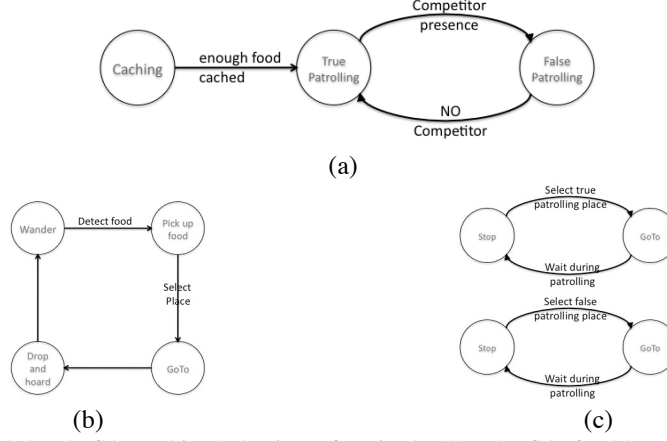 Competitor
presence
enough food
cached
Caching
True
Patrolling
False
Patrolling
NO
Competitor
(a)
Wander
Detect food
Pick up
food
Select
Place
Drop
and
hoard
GoTo
(b)
Select true
patrolling place
Stop
GoTo
Wait during
patrolling
Select false
patrolling place
Stop
GoTo
Wait during
patrolling
(c)